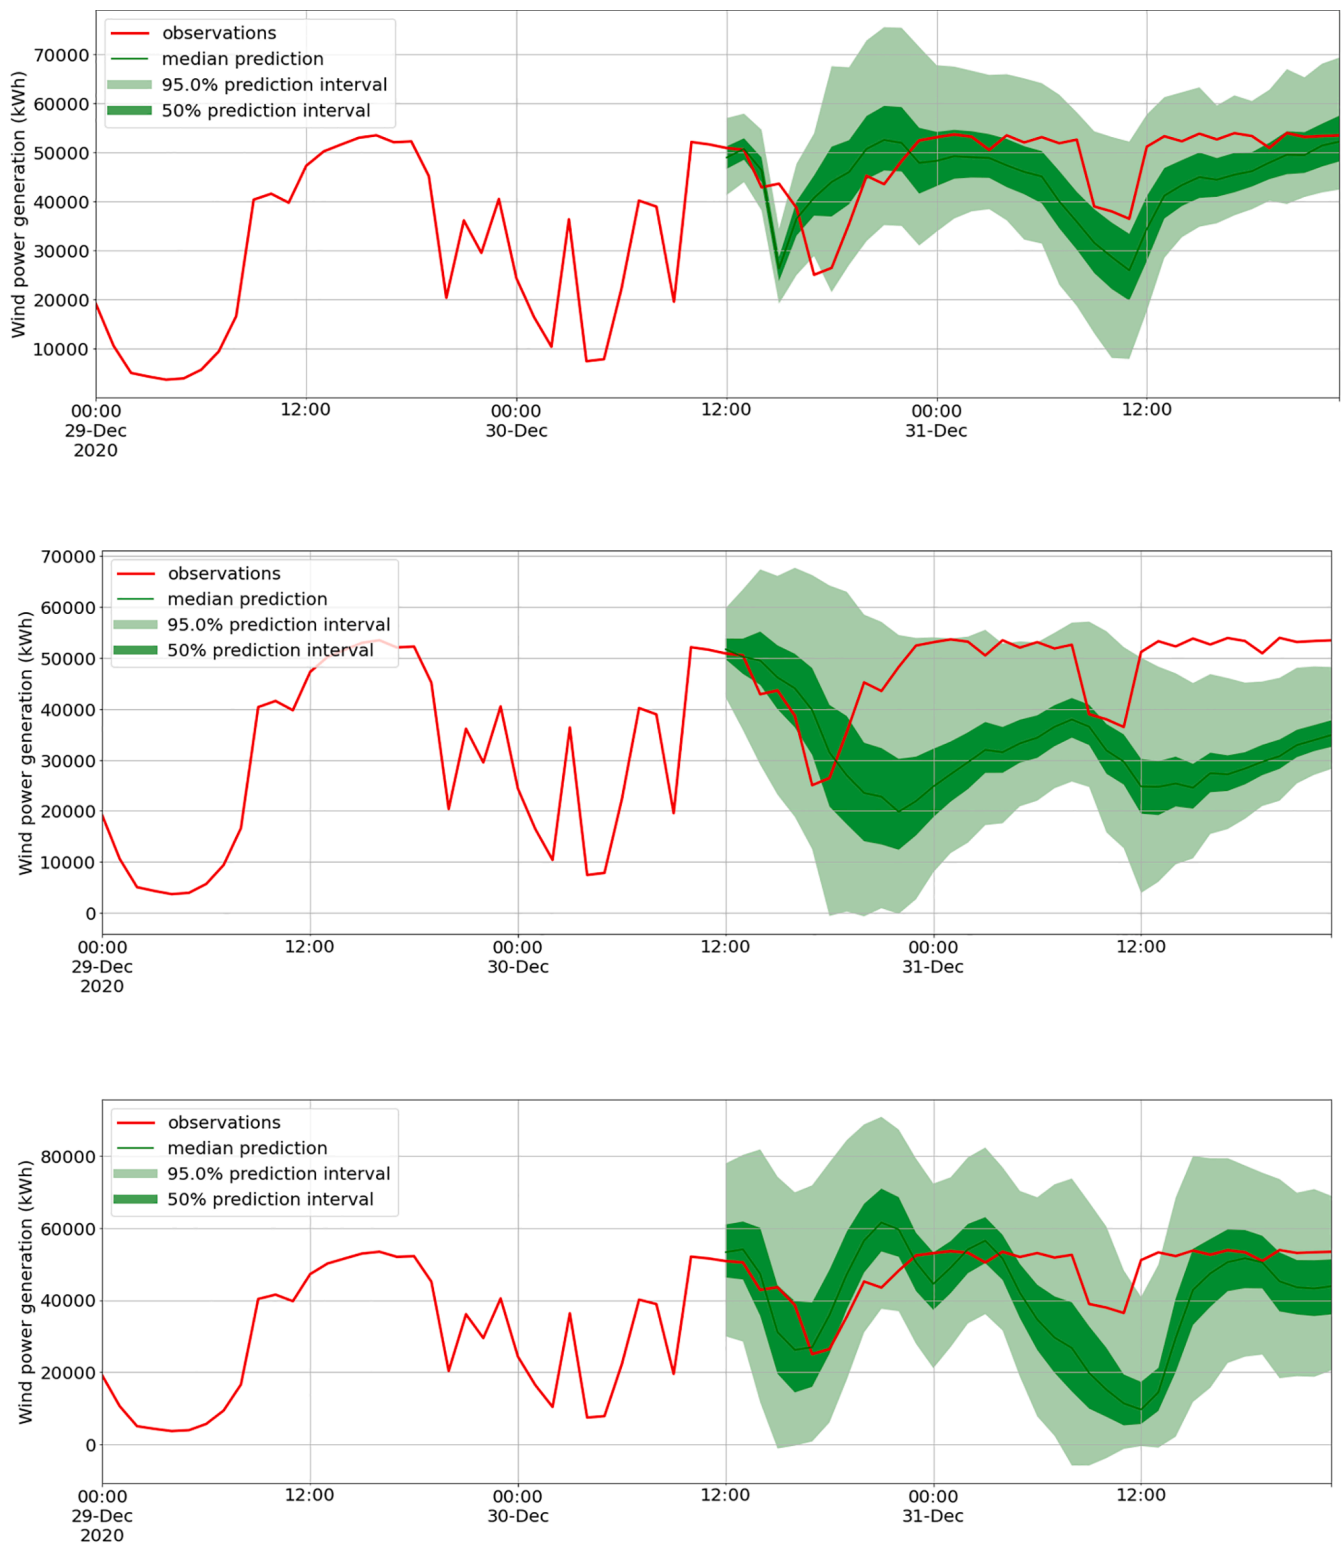 observations
median prediction
95.0% prediction interval
50% prediction interval
Wind power generation (kWh)
70000
60000
50000
40000
30000
20000
10000
00:00 12:00 00:00 12:00 00:00 12:00
29-Dec 30-Dec 31-Dec
2020
observations
median prediction
95.0% prediction interval
50% prediction interval
Wind power generation (kWh)
70000
60000
50000
40000
30000
20000
10000
0
00:00 12:00 00:00 12:00 00:00 12:00
29-Dec 30-Dec 31-Dec
2020
observations
median prediction
95.0% prediction interval
50% prediction interval
Wind power generation (kWh)
80000
60000
40000
20000
0
00:00 12:00 00:00 12:00 00:00 12:00
29-Dec 30-Dec 31-Dec
2020